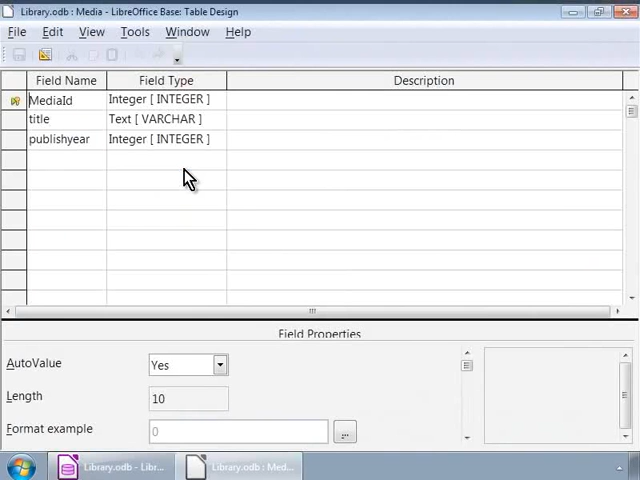 Library.odb : Media - LibreOffice Base: Table Design
File Edit View Tools Window Help
Field Name Field Type Description
MediaId Integer [ INTEGER ]
title Text [ VARCHAR ]
publishyear Integer [ INTEGER ]
Field Properties
AutoValue Yes
Length 10
Format example 0 ...
Library.odb - Libr... Library.odb : Med...